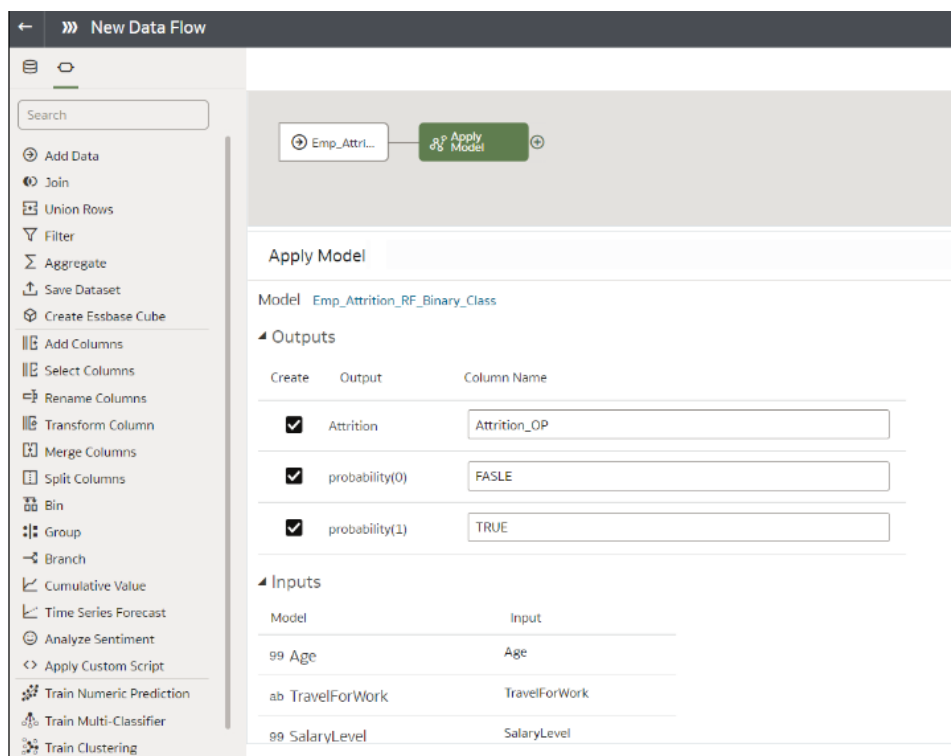 New Data Flow
Search
Add Data
Join
Union Rows
Filter
Aggregate
Save Dataset
Create Essbase Cube
Add Columns
Select Columns
Rename Columns
Transform Column
Merge Columns
Split Columns
Bin
Group
Branch
Cumulative Value
Time Series Forecast
Analyze Sentiment
Apply Custom Script
Train Numeric Prediction
Train Multi-Classifier
Train Clustering
Emp_Attri...
Apply
Model
Apply Model
Model Emp_Attrition_RF_Binary_Class
Outputs
Create Output Column Name
Attrition Attrition_OP
probability(0) FASLE
probability(1) TRUE
Inputs
Model Input
99 Age Age
ab TravelForWork TravelForWork
99 SalaryLevel SalaryLevel